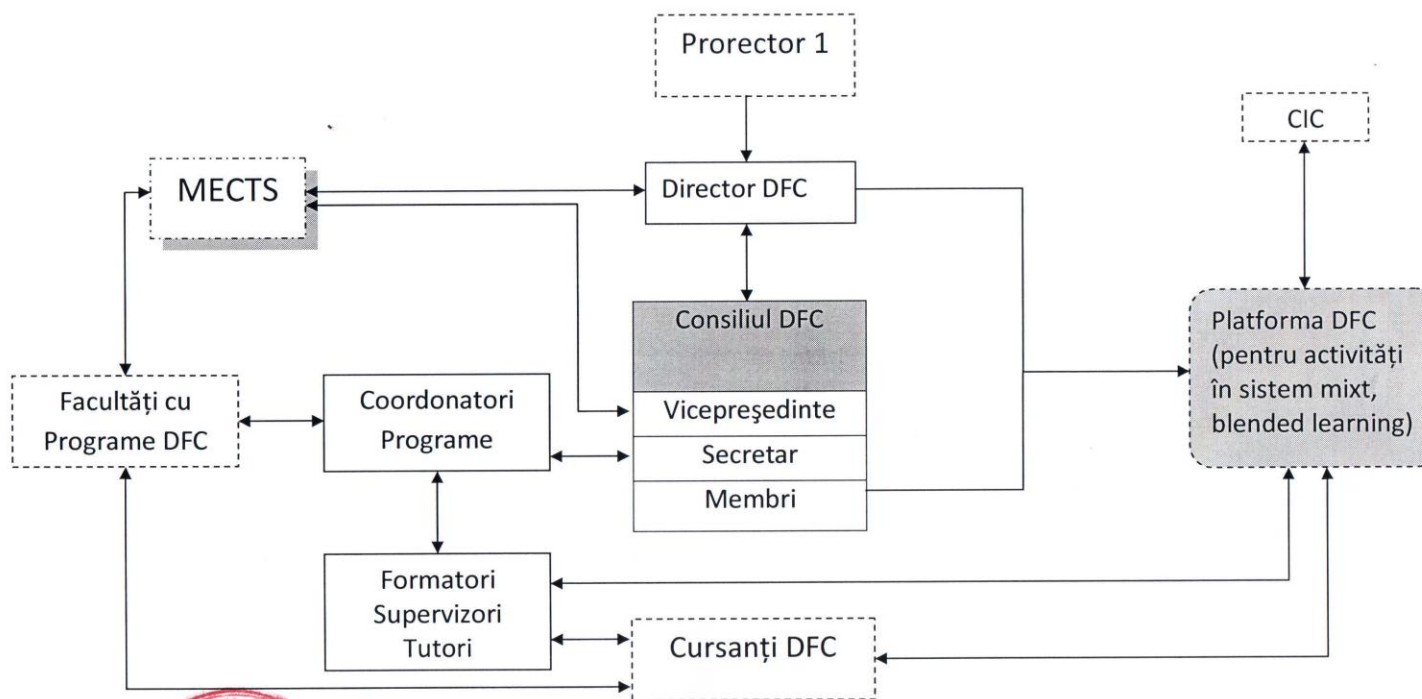 Prorector 1
CIC
MECTS
Director DFC
Consiliul DFC
Platforma DFC
(pentru activități
în sistem mixt,
blended learning)
Facultăți cu
Programe DFC
Coordonatori
Programe
Vicepreşedinte
Secretar
Membri
Formatori
Supervizori
Tutori
Cursanți DFC